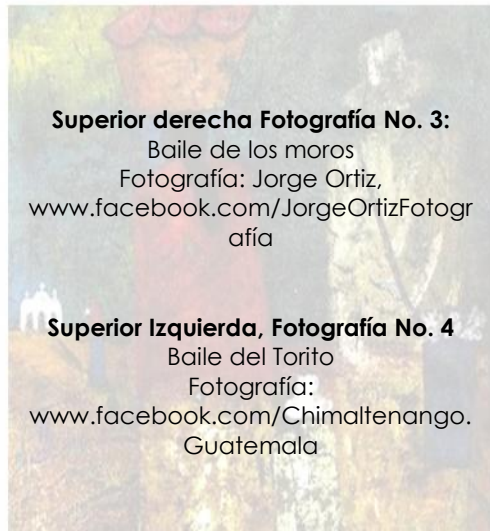 Superior derecha Fotografía No. 3:
Baile de los moros
Fotografía: Jorge Ortiz,
www.facebook.com/JorgeOrtizFotogr
afía
Superior Izquierda, Fotografía No. 4
Baile del Torito
Fotografía:
www.facebook.com/Chimaltenango.
Guatemala